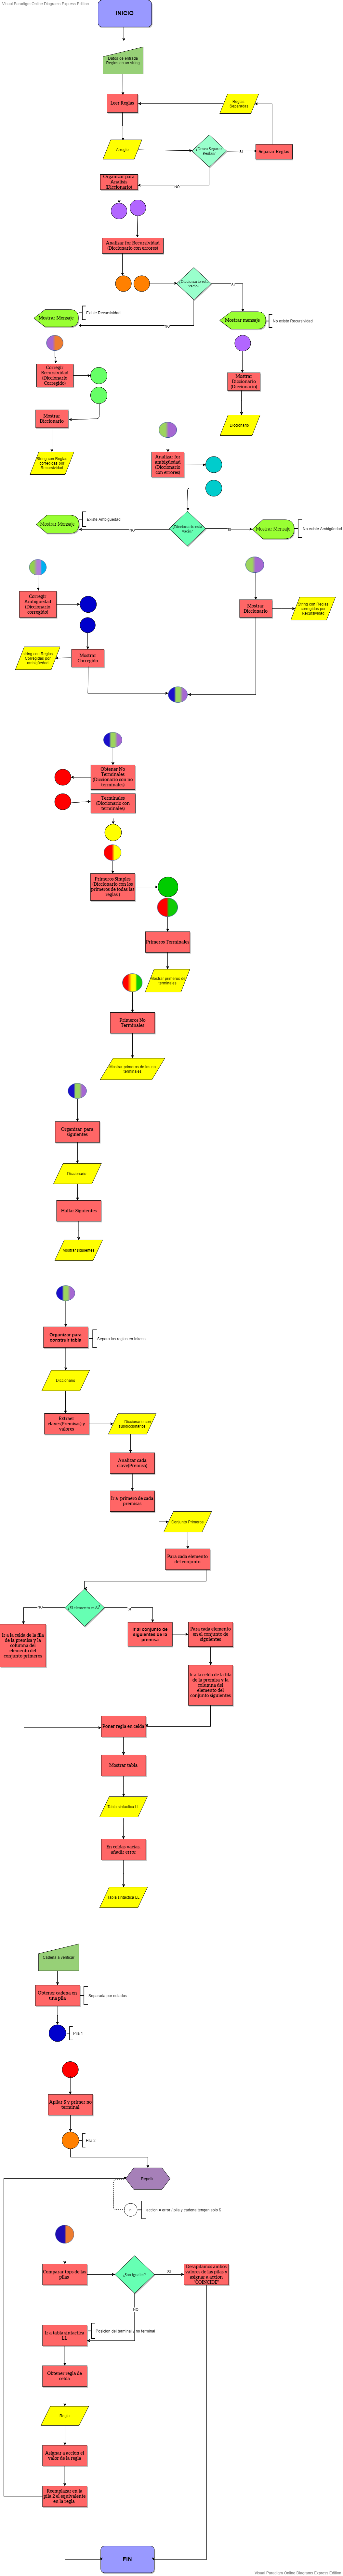 Visual Paradigm Online Diagrams Express Edition
INICIO
Datos de entrada
Reglas en un string
Leer Reglas
Reglas
Separadas
Arreglo
¿Desea Separar
Reglas?
SI
Separar Reglas
NO
Organizar para
Analisis
(Diccionario)
Analizar for Recursividad
(Diccionario con errores)
¿Diccionario está
vacío?
SI
NO
Mostrar Mensaje
Existe Recursividad
Mostrar mensaje
No existe Recursividad
Corregir
Recursividad
(Diccionario
Corregido)
Mostrar
Diccionario
(Diccionario)
Mostrar
Diccionario
Diccionario
String con Reglas
corregidas por
Recursividad
Analizar for
ambigüedad
(Diccionario
con errores)
Mostrar Mensaje
Existe Ambiguedad
NO
¿Diccionario está
vacío?
SI
Mostrar Mensaje
No existe Ambigüedad
Corregir
Ambigüedad
(Diccionario
corregido)
Mostrar
Diccionario
String con Reglas
corregidas por
Recursividad
String con Reglas
Corregidas por
ambiguedad
Mostrar
Corregido
Obtener No
Terminales
(Diccionario con no
terminales)
Terminales
(Diccionario con
terminales)
Primeros Simples
(Diccionario con los
primeros de todas las
reglas )
Primeros Terminales
Mostrar primeros de
terminales
Primeros No
Terminales
Mostrar primeros de los no
terminales
Organizar para
siguientes
Diccionario
Hallar Siguientes
Mostrar siguientes
Organizar para
construir tabla
Separa las reglas en tokens
Diccionario
Extraer
claves(Premisas) y
valores
Diccionario con
subdiccionarios
Analizar cada
clave(Premisa)
Ir a primero de cada
premisas
Conjunto Primeros
Para cada elemento
del conjunto
¿El elemento es &?
NO
SI
Ir al conjunto de
siguientes de la
premisa
Para cada elemento
en el conjunto de
siguientes
Ir a la celda de la fila
de la premisa y la
columna del
elemento del
conjunto primeros
Ir a la celda de la fila
de la premisa y la
columna del
elemento del
conjunto siguientes
Poner regla en celda
Mostrar tabla
Tabla sintáctica LL
En celdas vacías,
añadir error
Tabla sintáctica LL
Cadena a verificar
Obtener cadena en
una pila
Separada por
Pila 1
Apilar $ y primer no
terminal
Pila 2
Repetir
accion = error / pila y cadena tengan solo $
Comparar tope de las
pilas
¿Son iguales?
SI
Desapilamos ambos
valores de las pilas y
asignar a accion
"COINCIDE"
NO
Ir a tabla sintactica
LL
Posicion del terminal y no terminal
Obtener regla de
celda
Regla
Asignar a accion el
valor de la regla
Reemplazar en la
pila 2 el equivalente
en la regla
FIN
Visual Paradigm Online Diagrams Express Edition